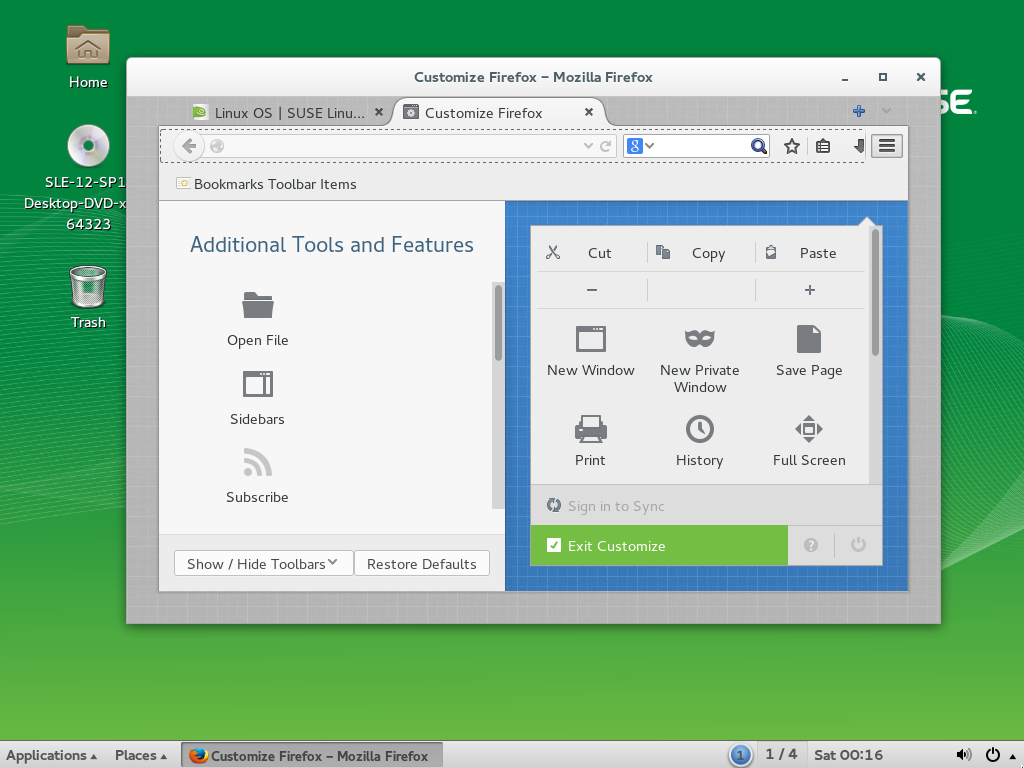 Home
SLE-12-SP1
Desktop-DVD-x
64323
Trash
SE
Customize Firefox – Mozilla Firefox
Linux OS | SUSE Linu...
Customize Firefox
8
Bookmarks Toolbar Items
Additional Tools and Features
Open File
Sidebars
Subscribe
Show / Hide Toolbars
Restore Defaults
Cut
Copy
Paste
−
+
New Window
New Private
Window
Save Page
Print
History
Full Screen
Sign in to Sync
Exit Customize
?
Applications
Places
Customize Firefox – Mozilla Firefox
1
1 / 4
Sat 00:16